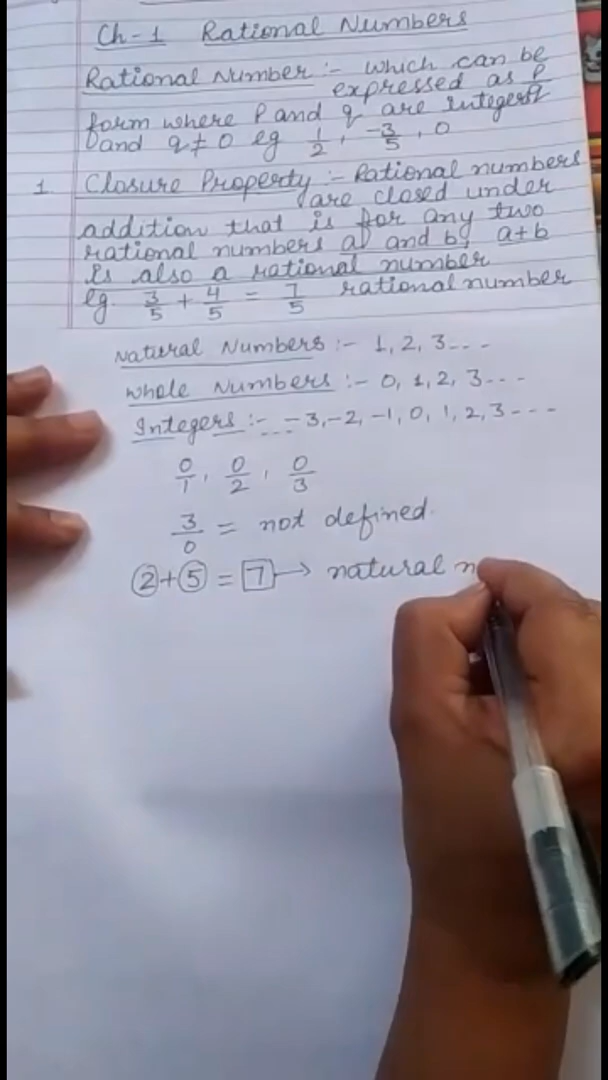 Ch-1 Rational Numbers
Rational Number :- which can be
expressed as P/q
form where P and q are integers
and q ≠ 0 eg 1/2, -3/5, 0
1. Closure Property :- Rational numbers
are closed under
addition that is for any two
rational numbers a and b, a+b
is also a rational number
eg. 3/5 + 4/5 = 7/5 rational number
Natural Numbers :- 1, 2, 3---
Whole Numbers :- 0, 1, 2, 3---
Integers :- --- -3, -2, -1, 0, 1, 2, 3---
0/1, 0/2, 0/3
3/0 = not defined.
2+5 = 7 → natural n